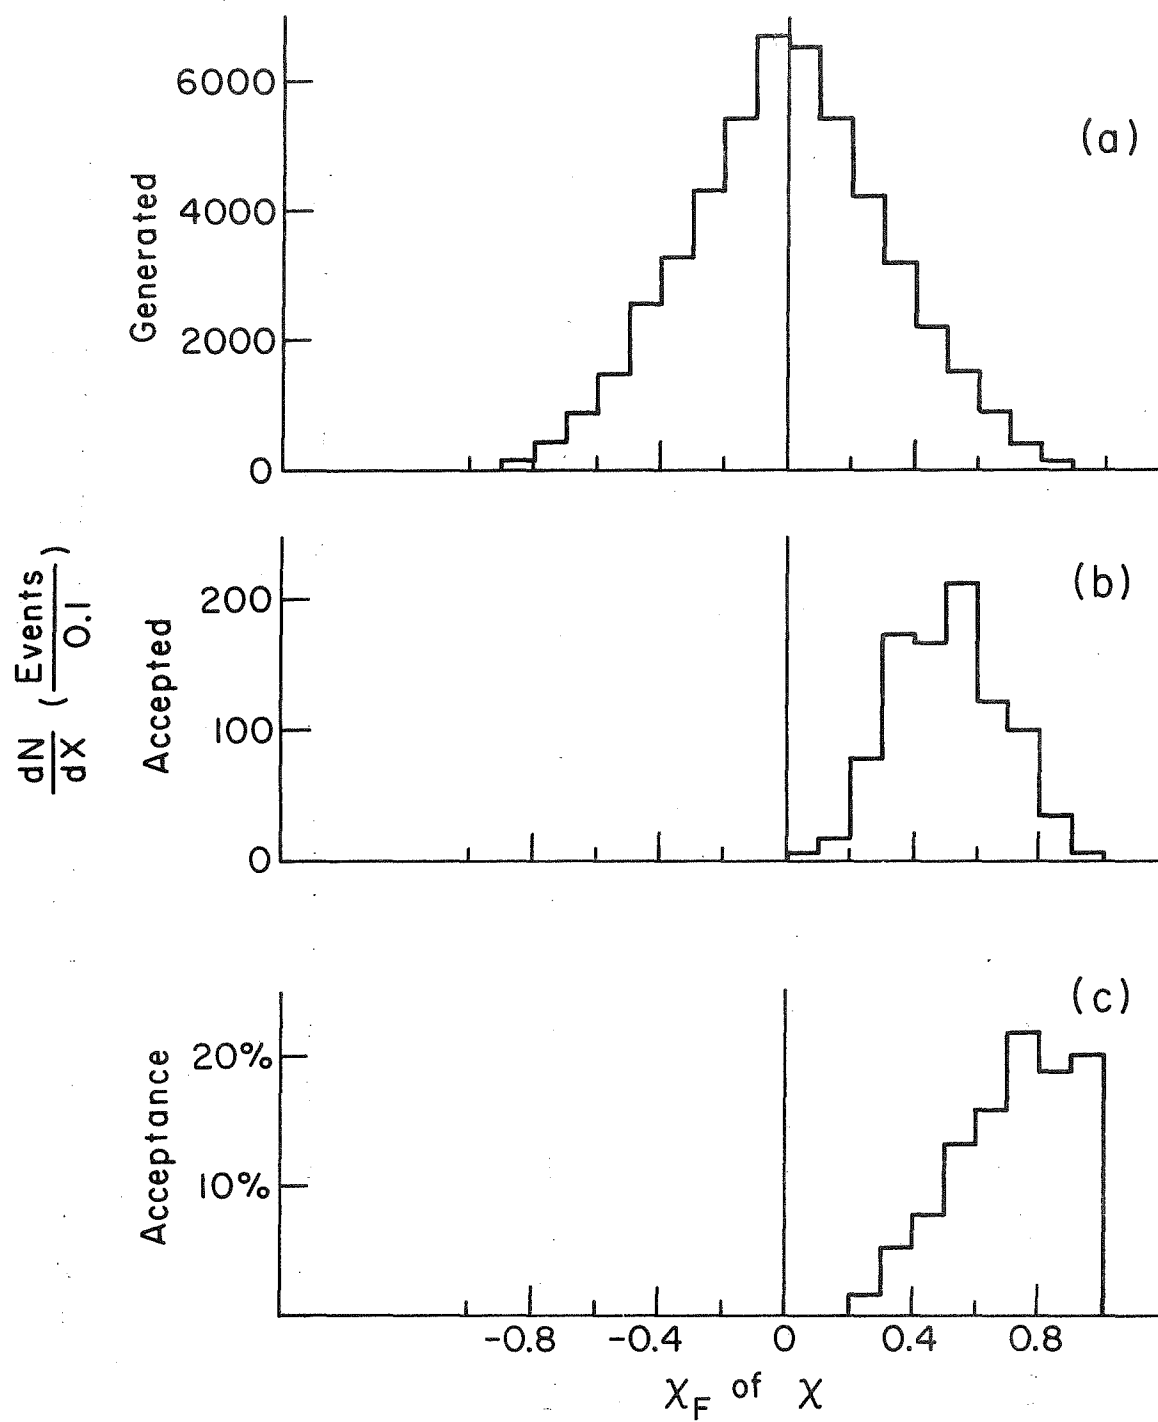 (a)
6000
4000
2000
0
Generated
(b)
200
100
0
Accepted
dN/dX (Events/0.1)
(c)
20%
10%
Acceptance
-0.8 -0.4 0 0.4 0.8
χF of χ